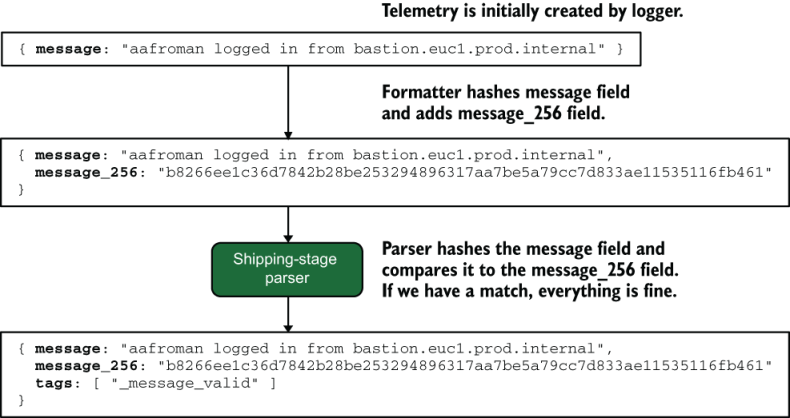 Telemetry is initially created by logger.
{ message: "aafroman logged in from bastion.euc1.prod.internal" }
Formatter hashes message field
and adds message_256 field.
{ message: "aafroman logged in from bastion.euc1.prod.internal",
message_256: "b8266ee1c36d7842b28be253294896317aa7be5a79cc7d833ae11535116fb461"
}
Shipping-stage
parser
Parser hashes the message field and
compares it to the message_256 field.
If we have a match, everything is fine.
{ message: "aafroman logged in from bastion.euc1.prod.internal",
message_256: "b8266ee1c36d7842b28be253294896317aa7be5a79cc7d833ae11535116fb461"
tags: [ "_message_valid" ]
}